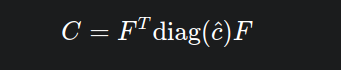 C = F^T diag(ĉ)F